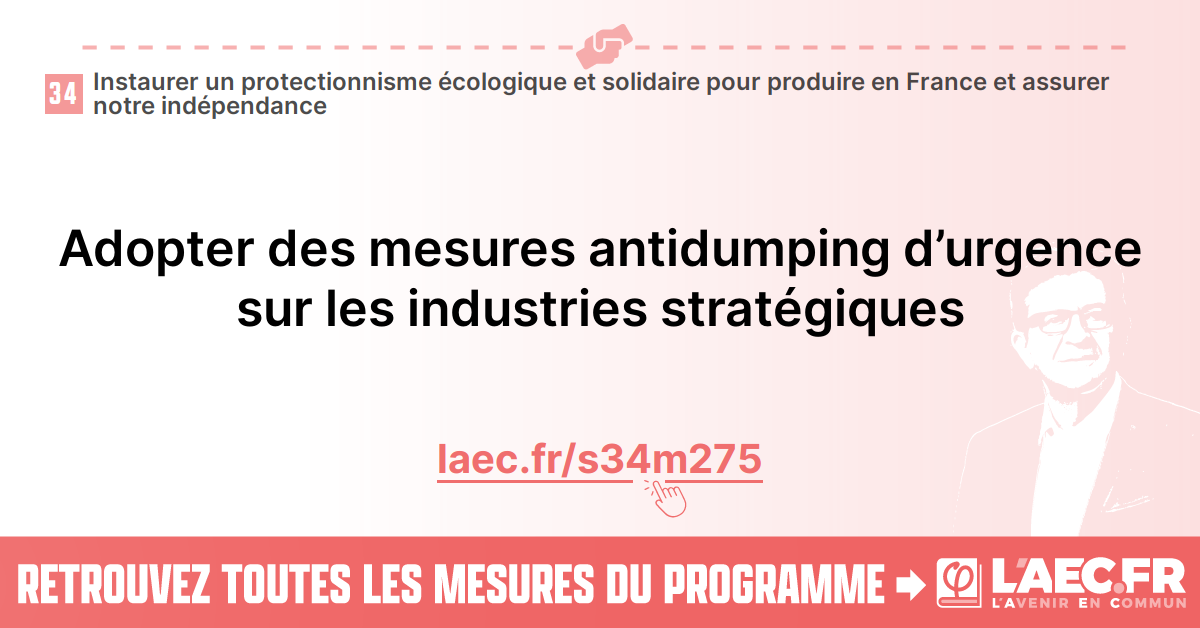 34
Instaurer un protectionnisme écologique et solidaire pour produire en France et assurer
notre indépendance
Adopter des mesures antidumping d’urgence
sur les industries stratégiques
laec.fr/s34m275
RETROUVEZ TOUTES LES MESURES DU PROGRAMME
φ
L'AEC.FR
L'AVENIR EN COMMUN